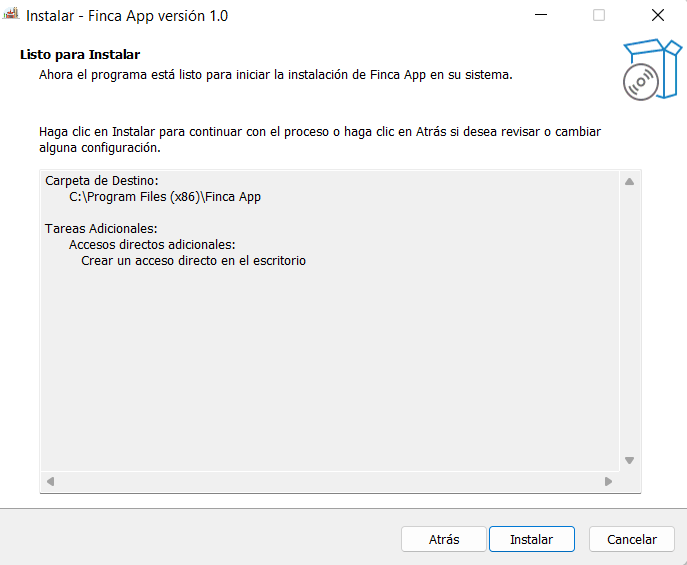 Instalar - Finca App versión 1.0
Listo para Instalar
Ahora el programa está listo para iniciar la instalación de Finca App en su sistema.
Haga clic en Instalar para continuar con el proceso o haga clic en Atrás si desea revisar o cambiar
alguna configuración.
Carpeta de Destino:
C:\Program Files (x86)\Finca App
Tareas Adicionales:
Accesos directos adicionales:
Crear un acceso directo en el escritorio
Atrás
Instalar
Cancelar